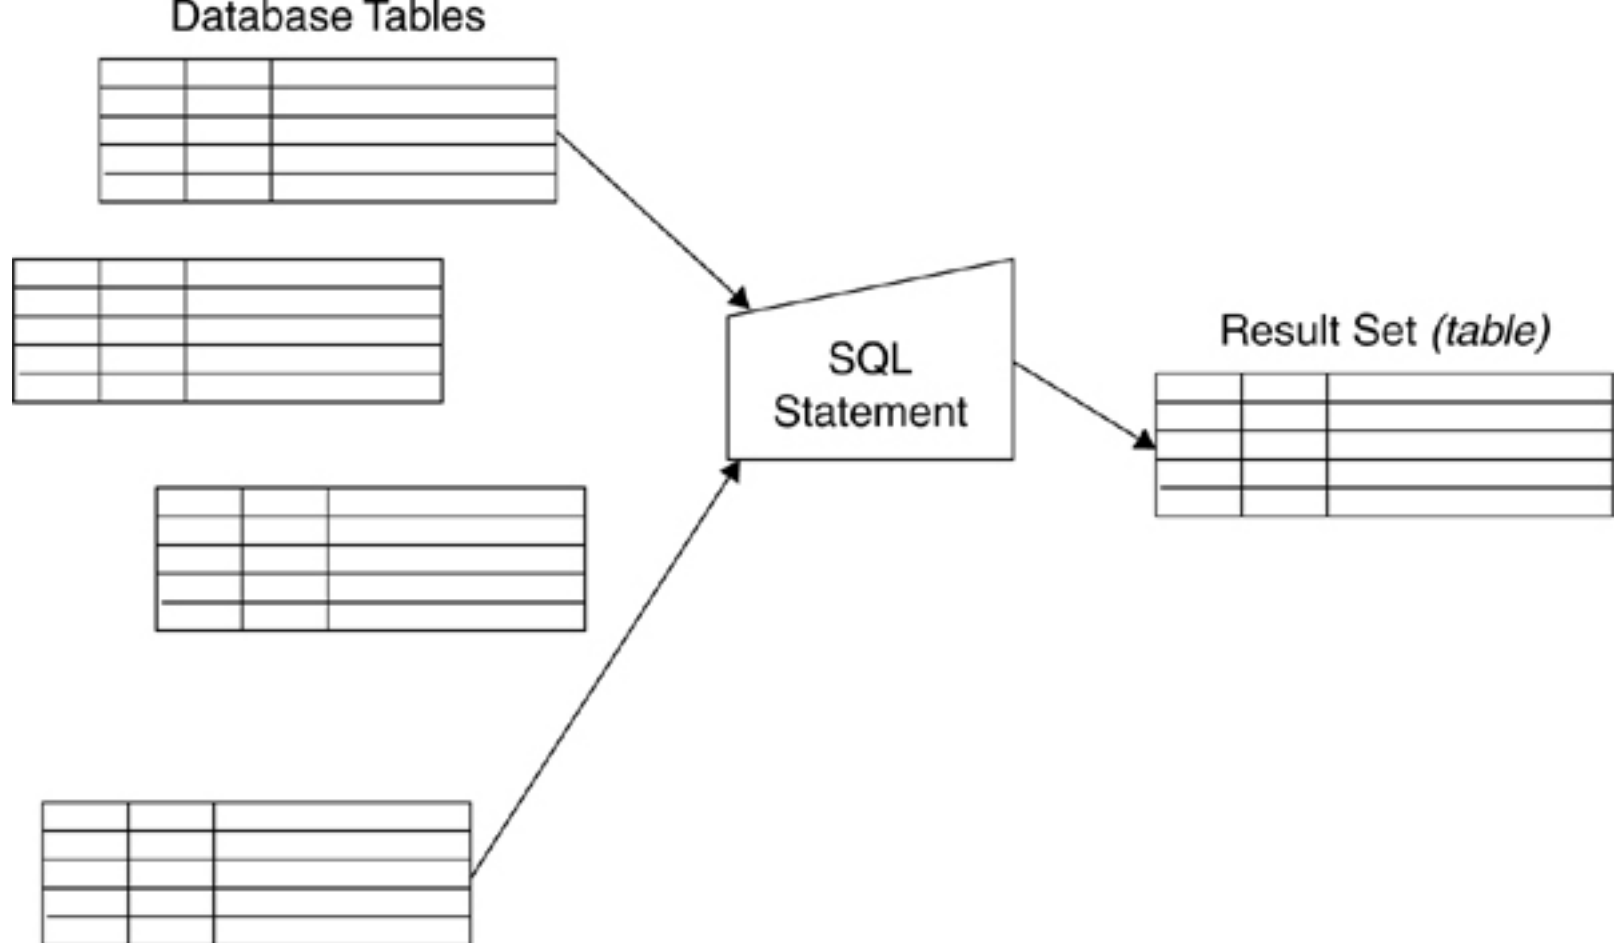 Database Tables
SQL
Statement
Result Set (table)